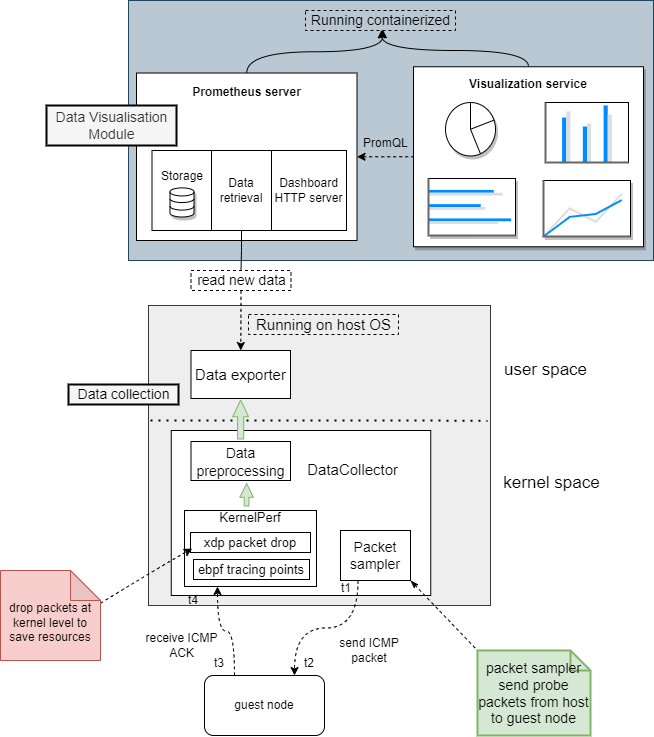 Running containerized
Prometheus server
Visualization service
Data Visualisation
Module
PromQL
Storage
Data
retrieval
Dashboard
HTTP server
read new data
Running on host OS
Data exporter
user space
Data collection
Data
preprocessing
DataCollector
kernel space
KernelPerf
xdp packet drop
ebpf tracing points
Packet
sampler
drop packets at
kernel level to
save resources
t4
t1
receive ICMP
ACK
t3
t2
send ICMP
packet
packet sampler
send probe
packets from host
to guest node
guest node